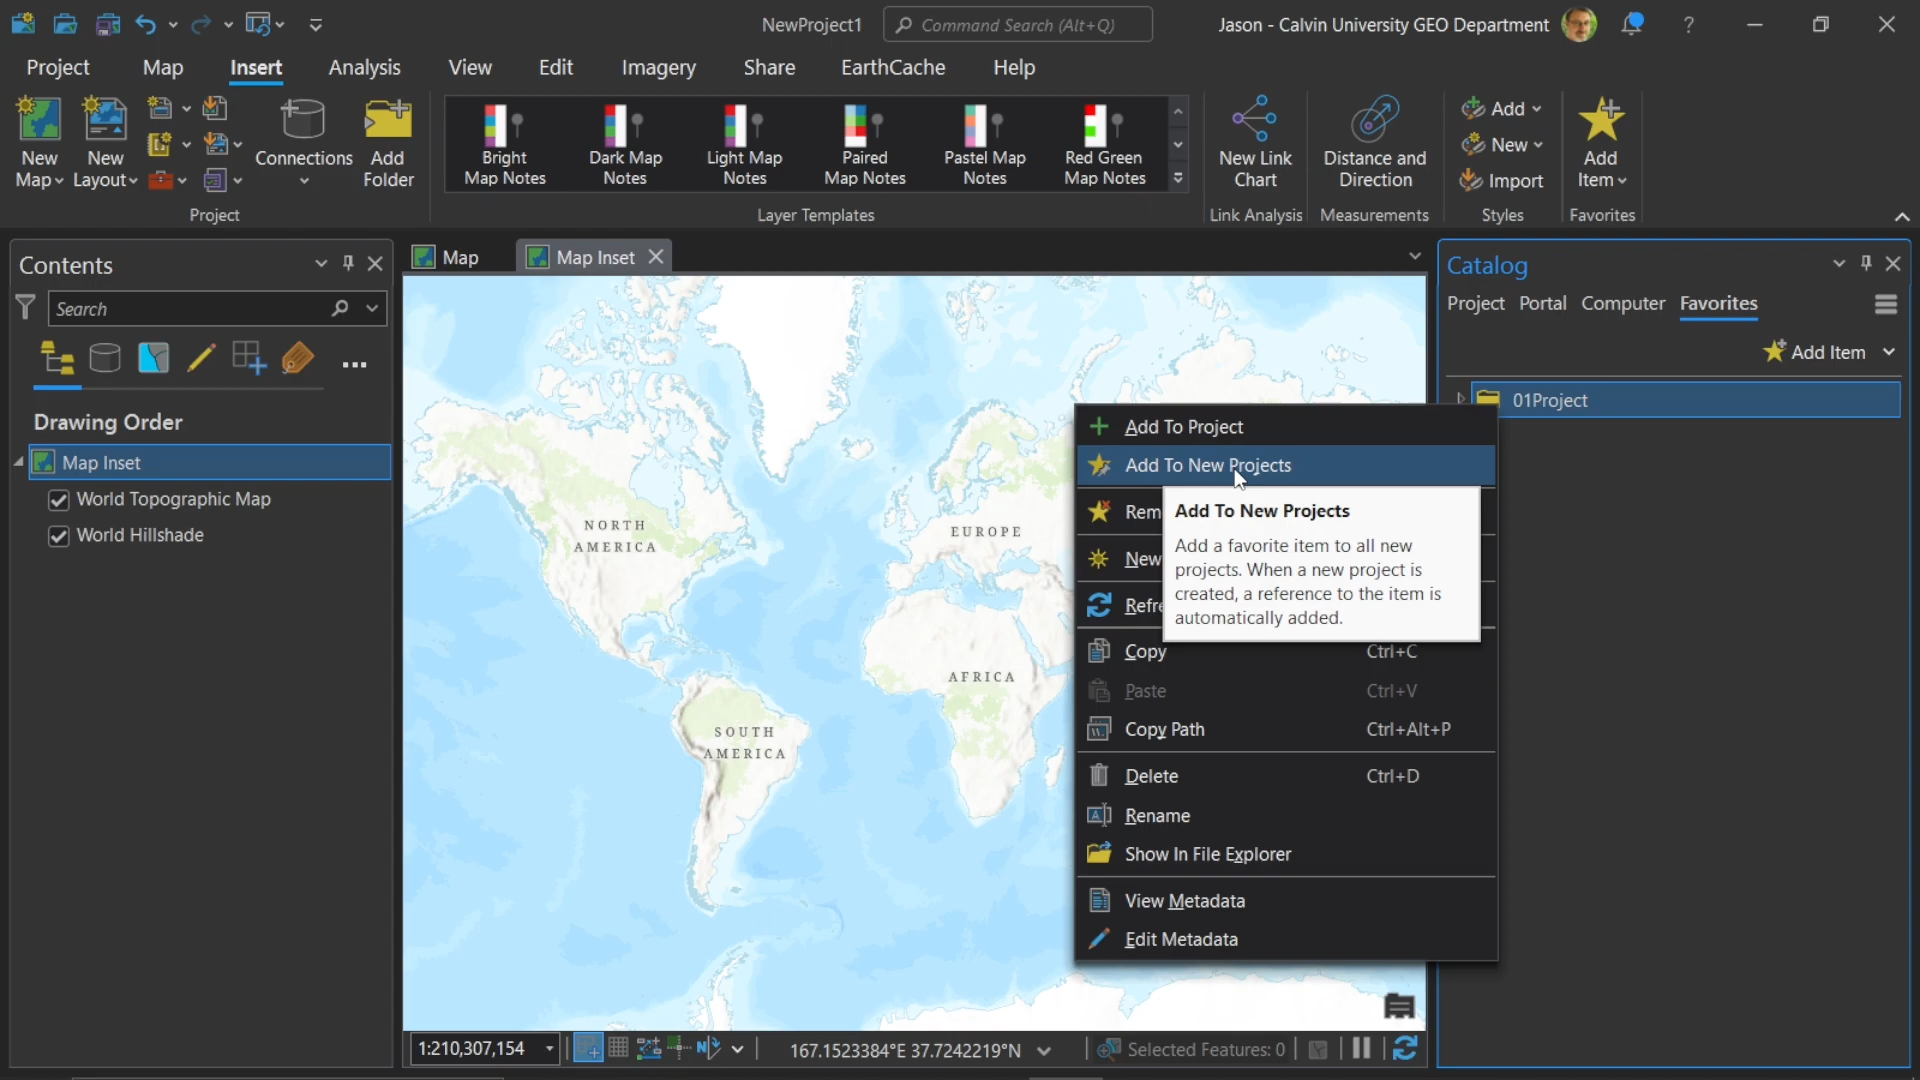 NewProject1
Command Search (Alt+Q)
Jason - Calvin University GEO Department
?
Project
Map
Insert
Analysis
View
Edit
Imagery
Share
EarthCache
Help
New
Map
New
Layout
Connections
Add
Folder
Project
Bright
Map Notes
Dark Map
Notes
Light Map
Notes
Paired
Map Notes
Pastel Map
Notes
Red Green
Map Notes
Layer Templates
New Link
Chart
Link Analysis
Distance and
Direction
Measurements
Add
New
Import
Styles
Add
Item
Favorites
Contents
Search
Drawing Order
Map Inset
World Topographic Map
World Hillshade
Map
Map Inset
NORTH
AMERICA
SOUTH
AMERICA
EUROPE
AFRICA
Catalog
Project
Portal
Computer
Favorites
Add Item
01Project
Add To Project
Add To New Projects
Rem
New
Refre
Add To New Projects
Add a favorite item to all new
projects. When a new project is
created, a reference to the item is
automatically added.
Copy Ctrl+C
Paste Ctrl+V
Copy Path Ctrl+Alt+P
Delete Ctrl+D
Rename
Show In File Explorer
View Metadata
Edit Metadata
1:210,307,154
167.1523384°E 37.7242219°N
Selected Features: 0